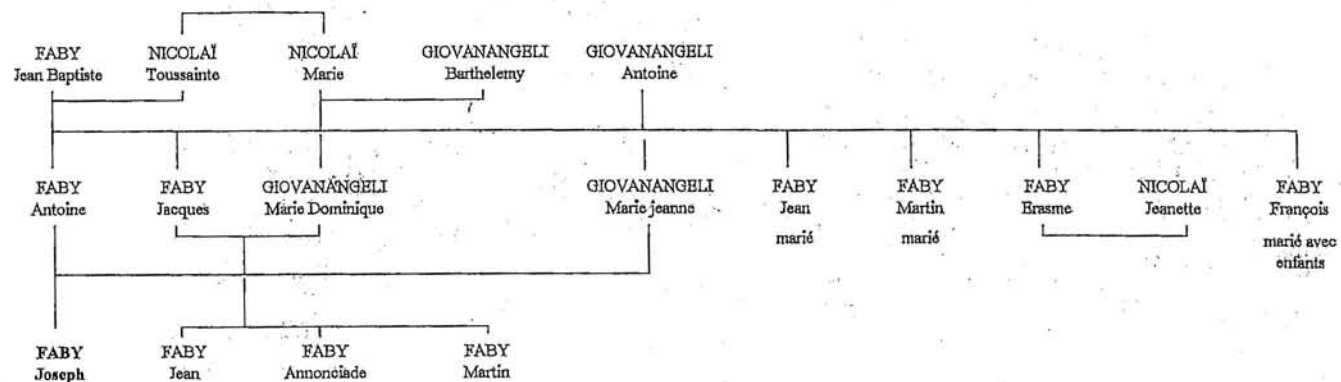 FABY NICOLAÏ NICOLAÏ GIOVANANGELI GIOVANANGELI
Jean Baptiste Toussainte Marie Barthelemy Antoine
FABY FABY GIOVANANGELI GIOVANANGELI FABY FABY FABY NICOLAÏ FABY
Antoine Jacques Marie Dominique Marie jeanne Jean Martin Erasme Jeanette François
marié marié marié avec
enfants
FABY FABY FABY FABY
Joseph Jean Annonciade Martin